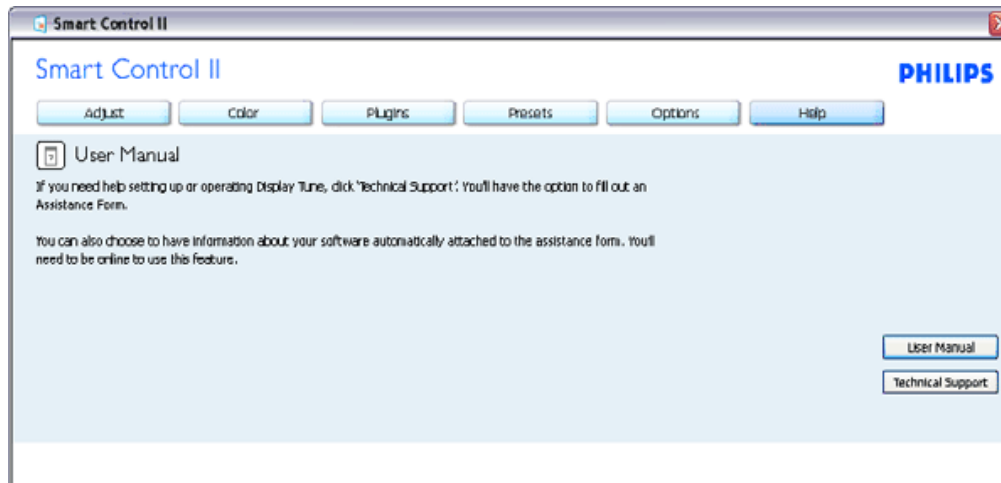 Smart Control II
Smart Control II
PHILIPS
Adjust Color Plugins Presets Options Help
User Manual
If you need help setting up or operating Display Tune, click 'Technical Support'. You'll have the option to fill out an
Assistance Form.
You can also choose to have information about your software automatically attached to the assistance form. You'll
need to be online to use this feature.
User Manual
Technical Support